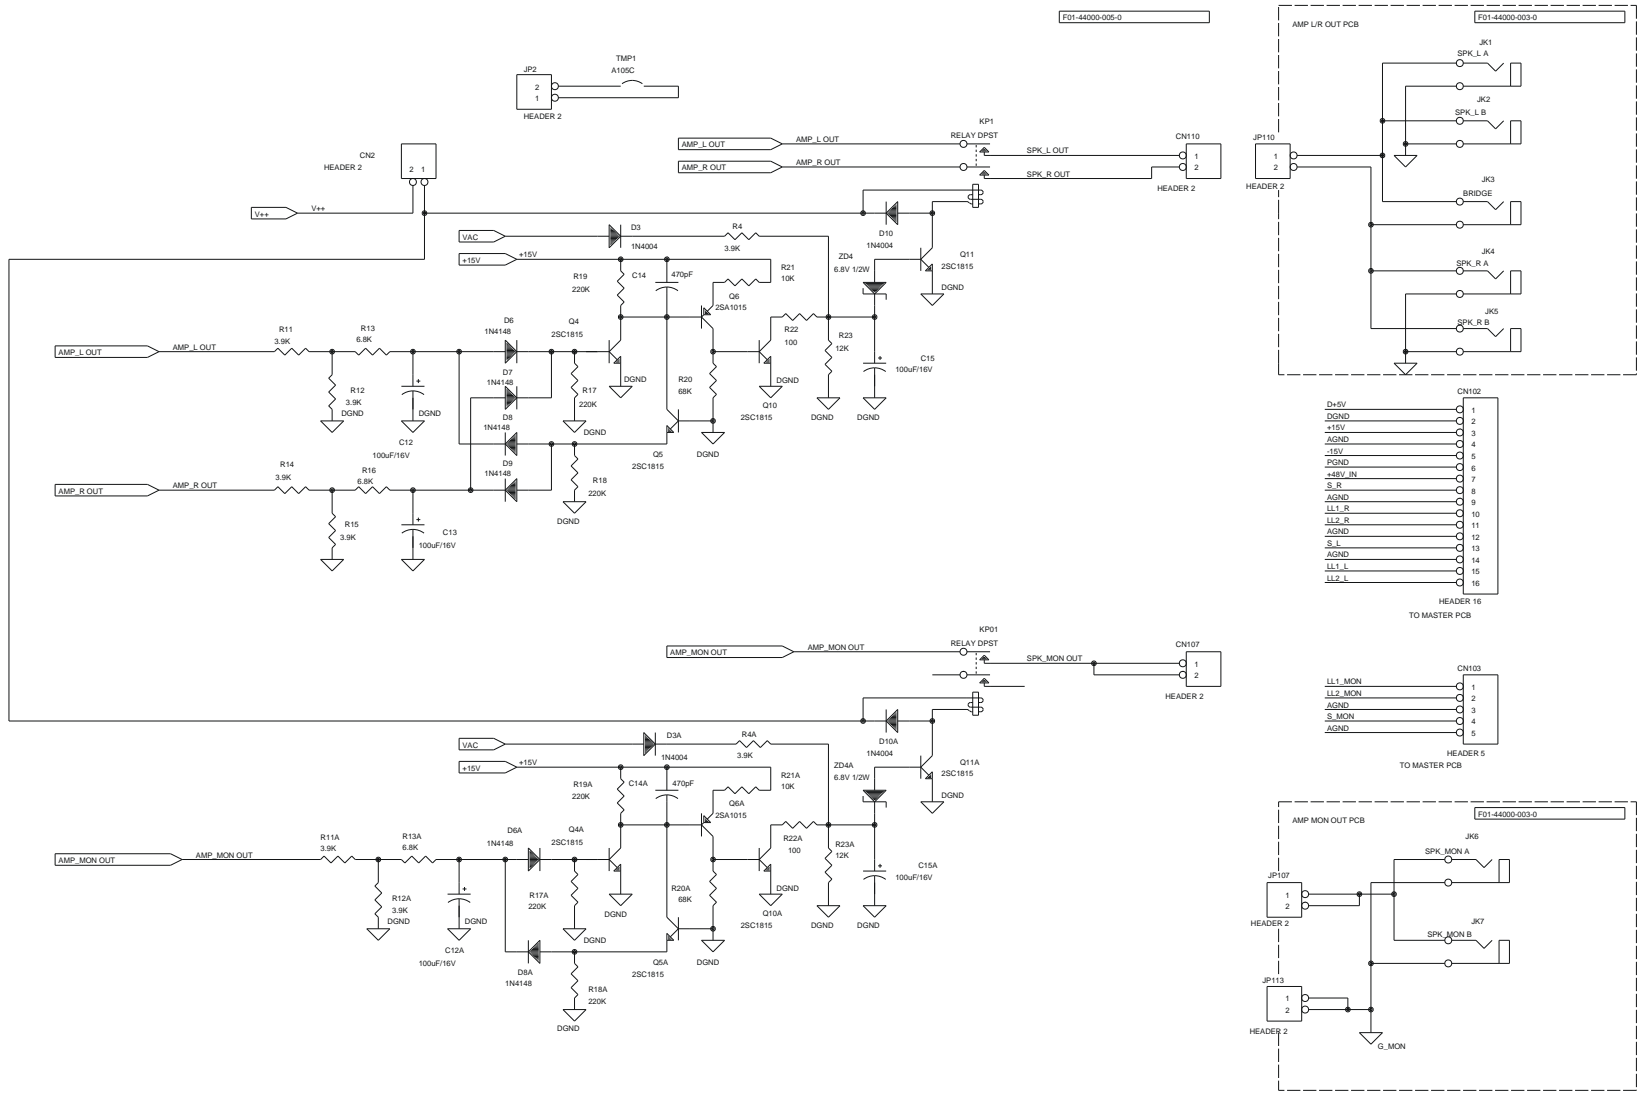 F01-44000-005-0
AMP L/R OUT PCB
F01-44000-003-0
JK1
SPK_L A
JK2
SPK_L B
JP110
1
2
HEADER 2
JK3
BRIDGE
JK4
SPK_R A
JK5
SPK_R B
TMP1
A105C
JP2
2
1
HEADER 2
CN2
HEADER 2
2 1
V++
V++
AMP_L OUT
AMP_L OUT
AMP_R OUT
AMP_R OUT
KP1
RELAY DPST
SPK_L OUT
SPK_R OUT
CN110
1
2
HEADER 2
VAC
D3
1N4004
R4
3.9K
D10
1N4004
Q11
2SC1815
DGND
ZD4
6.8V 1/2W
+15V
+15V
R19
220K
C14
470pF
R21
10K
Q6
2SA1015
R22
100
R23
12K
C15
100uF/16V
AMP_L OUT
AMP_L OUT
R11
3.9K
R13
6.8K
D6
1N4148
Q4
2SC1815
D7
1N4148
R12
3.9K
DGND
DGND
C12
100uF/16V
D8
1N4148
R17
220K
DGND
DGND
R20
68K
DGND
Q10
2SC1815
DGND
DGND
D9
1N4148
Q5
2SC1815
DGND
AMP_R OUT
AMP_R OUT
R14
3.9K
R16
6.8K
R18
220K
DGND
R15
3.9K
C13
100uF/16V
CN102
D+5V 1
DGND 2
+15V 3
AGND 4
-15V 5
PGND 6
+48V_IN 7
S_R 8
AGND 9
LL1_R 10
LL2_R 11
AGND 12
S_L 13
AGND 14
LL1_L 15
LL2_L 16
HEADER 16
TO MASTER PCB
AMP_MON OUT
AMP_MON OUT
KP01
RELAY DPST
SPK_MON OUT
CN107
1
2
HEADER 2
CN103
LL1_MON 1
LL2_MON 2
AGND 3
S_MON 4
AGND 5
HEADER 5
TO MASTER PCB
VAC
D3A
1N4004
R4A
3.9K
D10A
1N4004
Q11A
2SC1815
DGND
ZD4A
6.8V 1/2W
+15V
+15V
R19A
220K
C14A
470pF
R21A
10K
Q6A
2SA1015
R22A
100
R23A
12K
C15A
100uF/16V
AMP_MON OUT
AMP_MON OUT
R11A
3.9K
R13A
6.8K
D6A
1N4148
Q4A
2SC1815
R12A
3.9K
DGND
DGND
C12A
100uF/16V
R17A
220K
DGND
DGND
R20A
68K
DGND
Q10A
2SC1815
DGND
DGND
D8A
1N4148
Q5A
2SC1815
DGND
R18A
220K
DGND
AMP MON OUT PCB
F01-44000-003-0
JK6
SPK_MON A
JP107
1
2
HEADER 2
JK7
SPK_MON B
JP113
1
2
HEADER 2
G_MON